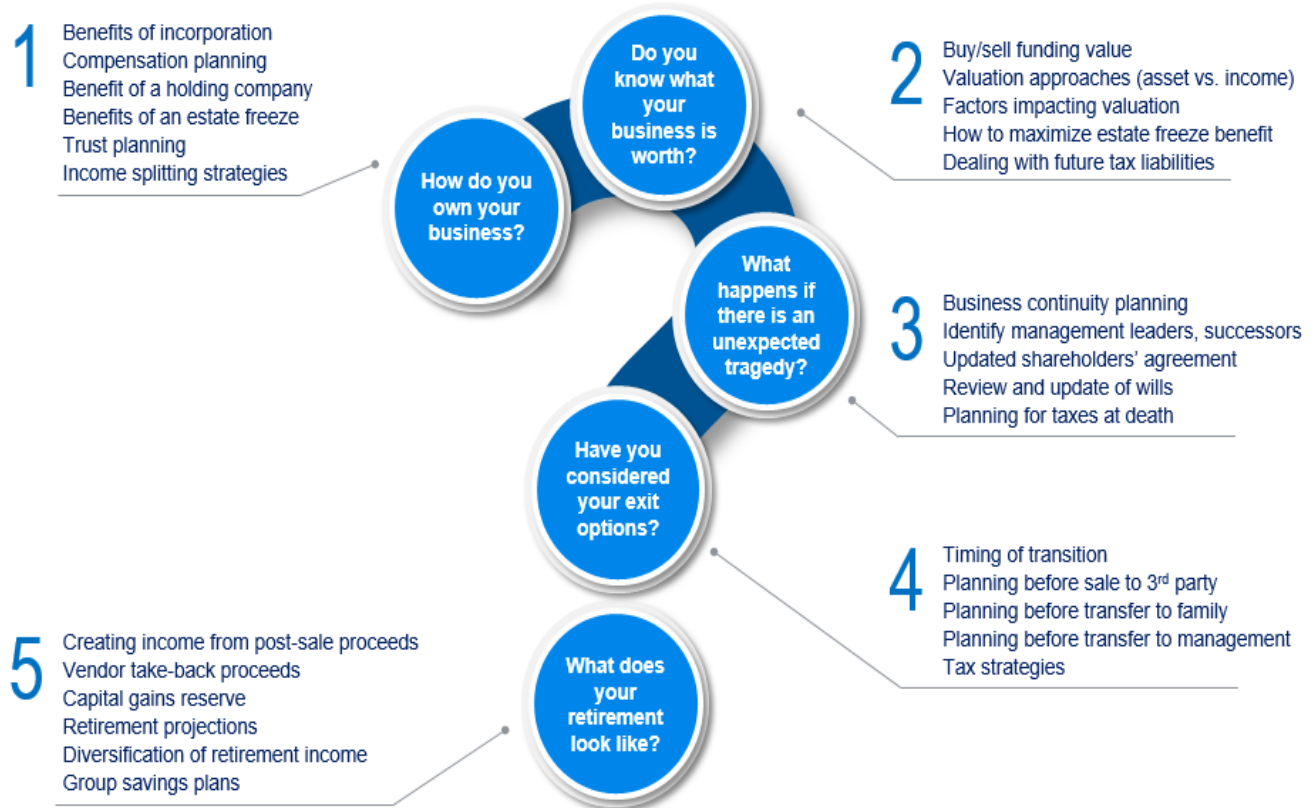 1
Benefits of incorporation
Compensation planning
Benefit of a holding company
Benefits of an estate freeze
Trust planning
Income splitting strategies
How do you
own your
business?
Do you
know what
your
business is
worth?
2
Buy/sell funding value
Valuation approaches (asset vs. income)
Factors impacting valuation
How to maximize estate freeze benefit
Dealing with future tax liabilities
What
happens if
there is an
unexpected
tragedy?
3
Business continuity planning
Identify management leaders, successors
Updated shareholders’ agreement
Review and update of wills
Planning for taxes at death
Have you
considered
your exit
options?
4
Timing of transition
Planning before sale to 3rd party
Planning before transfer to family
Planning before transfer to management
Tax strategies
5
Creating income from post-sale proceeds
Vendor take-back proceeds
Capital gains reserve
Retirement projections
Diversification of retirement income
Group savings plans
What does
your
retirement
look like?